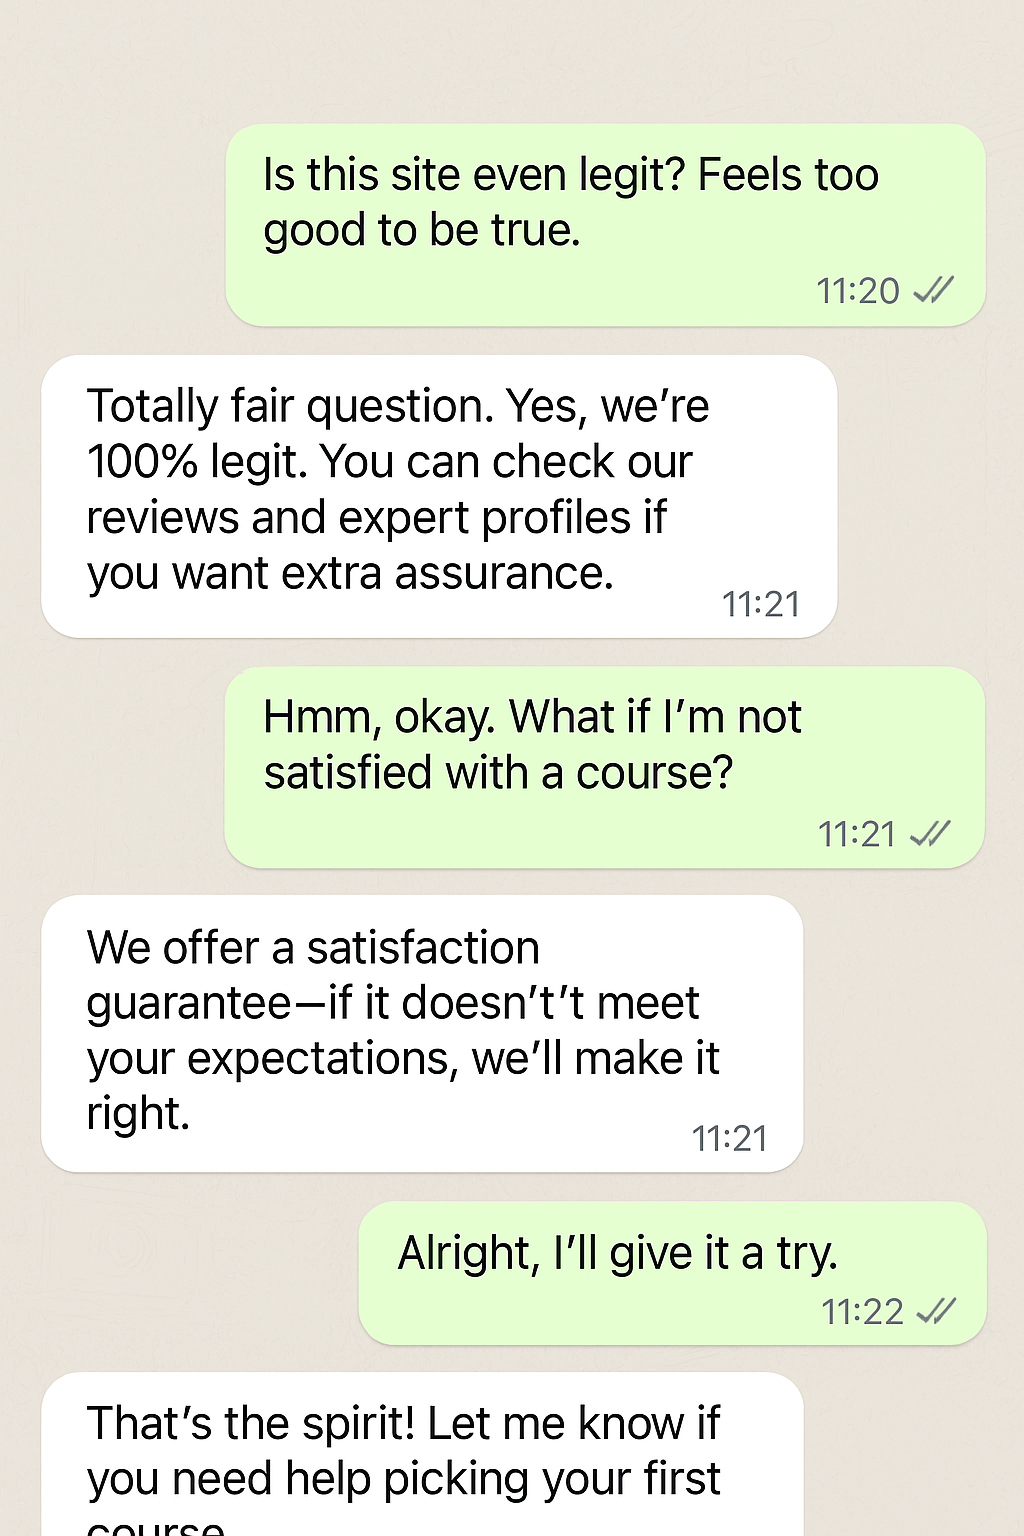 Is this site even legit? Feels too
good to be true.
11:20
Totally fair question. Yes, we’re
100% legit. You can check our
reviews and expert profiles if
you want extra assurance.
11:21
Hmm, okay. What if I’m not
satisfied with a course?
11:21
We offer a satisfaction
guarantee—if it doesn’t’t meet
your expectations, we’ll make it
right.
11:21
Alright, I’ll give it a try.
11:22
That’s the spirit! Let me know if
you need help picking your first
course